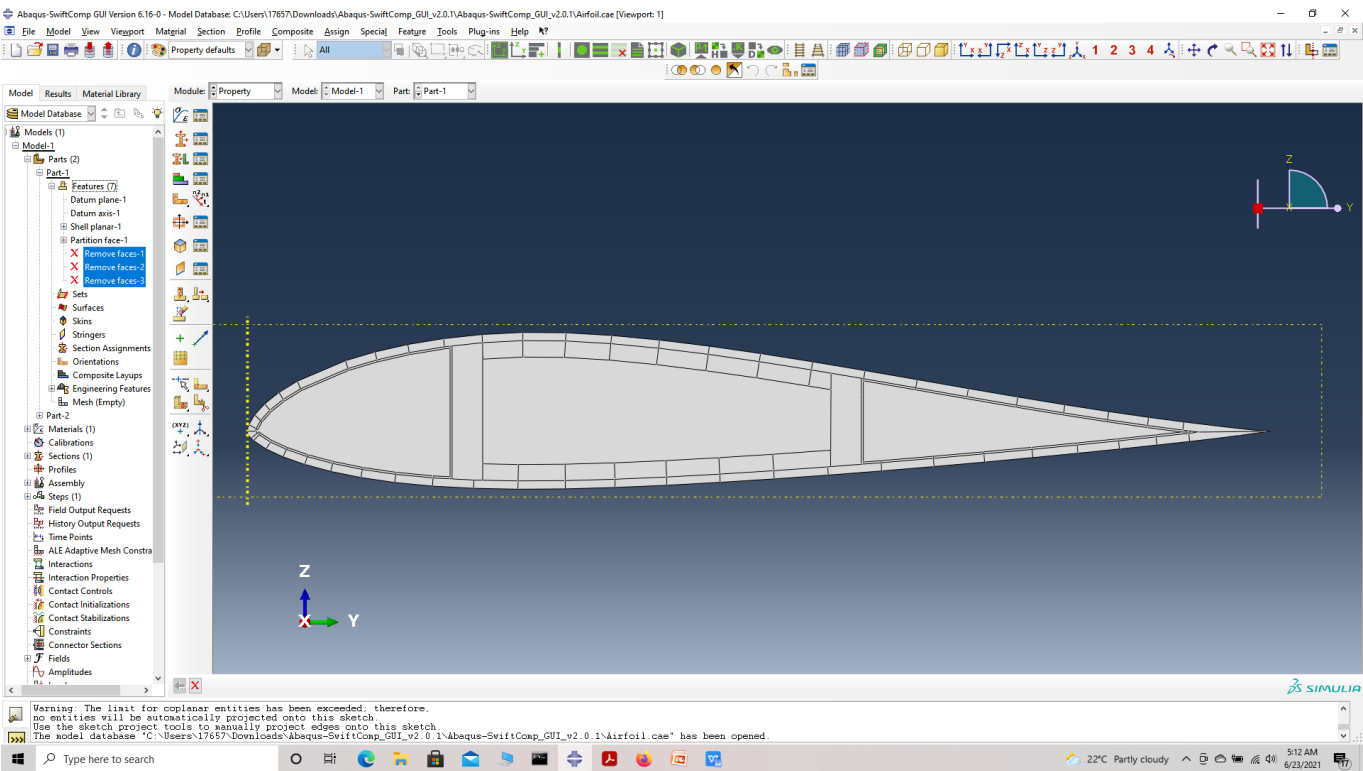 Abaqus-SwiftComp GUI Version 6.16-9 - Model Database: C:\Users\17657\Downloads\Abaqus-SwiftComp_GUI_v2.0.1\Abaqus-SwiftComp_GUI_v2.0.1\Airfoil.cae [Viewport: 1]
File Model View Viewport Material Section Profile Composite Assign Special Feature Tools Plug-ins Help
Property defaults All 1 2 3 4
Model Results Material Library Module: Property Model: Model-1 Part: Part-1
Model Database
Models (1)
Model-1
Parts (2)
Part-1
Features (7)
Datum plane-1
Datum axis-1
Shell planar-1
Partition face-1
Remove faces-1
Remove faces-2
Remove faces-3
Sets
Surfaces
Skins
Stringers
Section Assignments
Orientations
Composite Layups
Engineering Features
Mesh (Empty)
Part-2
Materials (1)
Calibrations
Sections (1)
Profiles
Assembly
Steps (1)
Field Output Requests
History Output Requests
Time Points
ALE Adaptive Mesh Constra
Interactions
Interaction Properties
Contact Controls
Contact Initializations
Contact Stabilizations
Constraints
Connector Sections
Fields
Amplitudes
(XYZ)
Z
X Y
Z
X Y
SIMULIA
Warning: The limit for coplanar entities has been exceeded; therefore,
no entities will be automatically projected onto this sketch.
Use the sketch project tools to manually project edges onto this sketch.
The model database "C:\Users\17657\Downloads\Abaqus-SwiftComp_GUI_v2.0.1\Abaqus-SwiftComp_GUI_v2.0.1\Airfoil.cae" has been opened.
Type here to search
22°C Partly cloudy
5:12 AM
6/23/2021